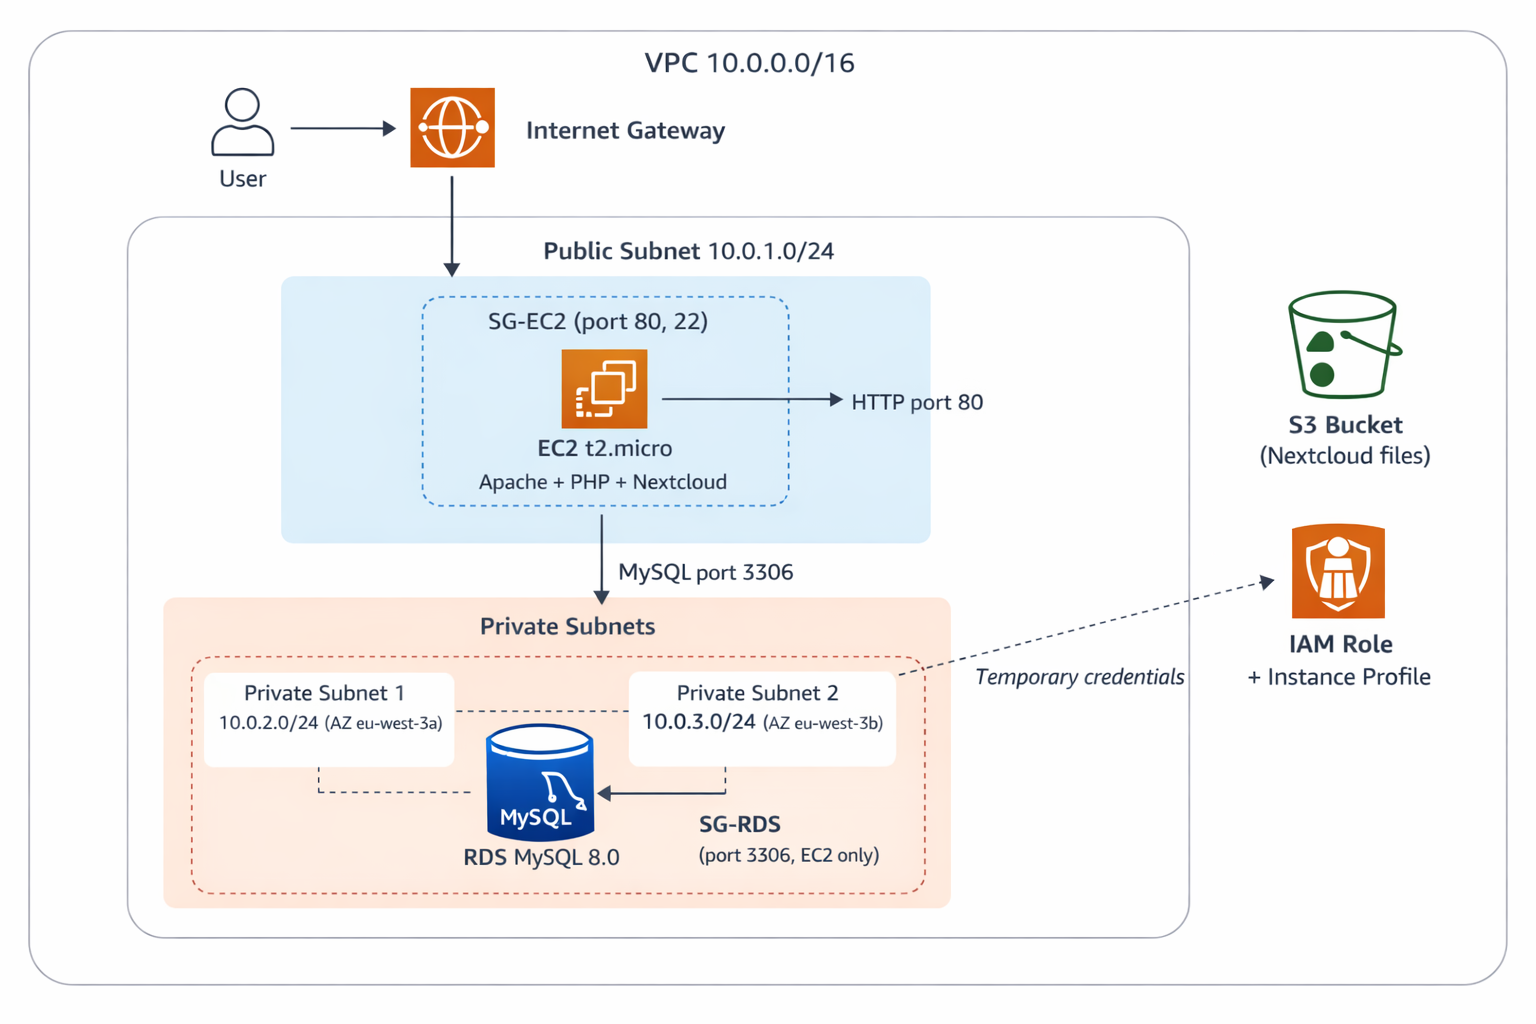 VPC 10.0.0.0/16
User
Internet Gateway
Public Subnet 10.0.1.0/24
SG-EC2 (port 80, 22)
HTTP port 80
EC2 t2.micro
Apache + PHP + Nextcloud
S3 Bucket
(Nextcloud files)
MySQL port 3306
Private Subnets
IAM Role
+ Instance Profile
Temporary credentials
Private Subnet 1
10.0.2.0/24 (AZ eu-west-3a)
Private Subnet 2
10.0.3.0/24 (AZ eu-west-3b)
MySQL
RDS MySQL 8.0
SG-RDS
(port 3306, EC2 only)